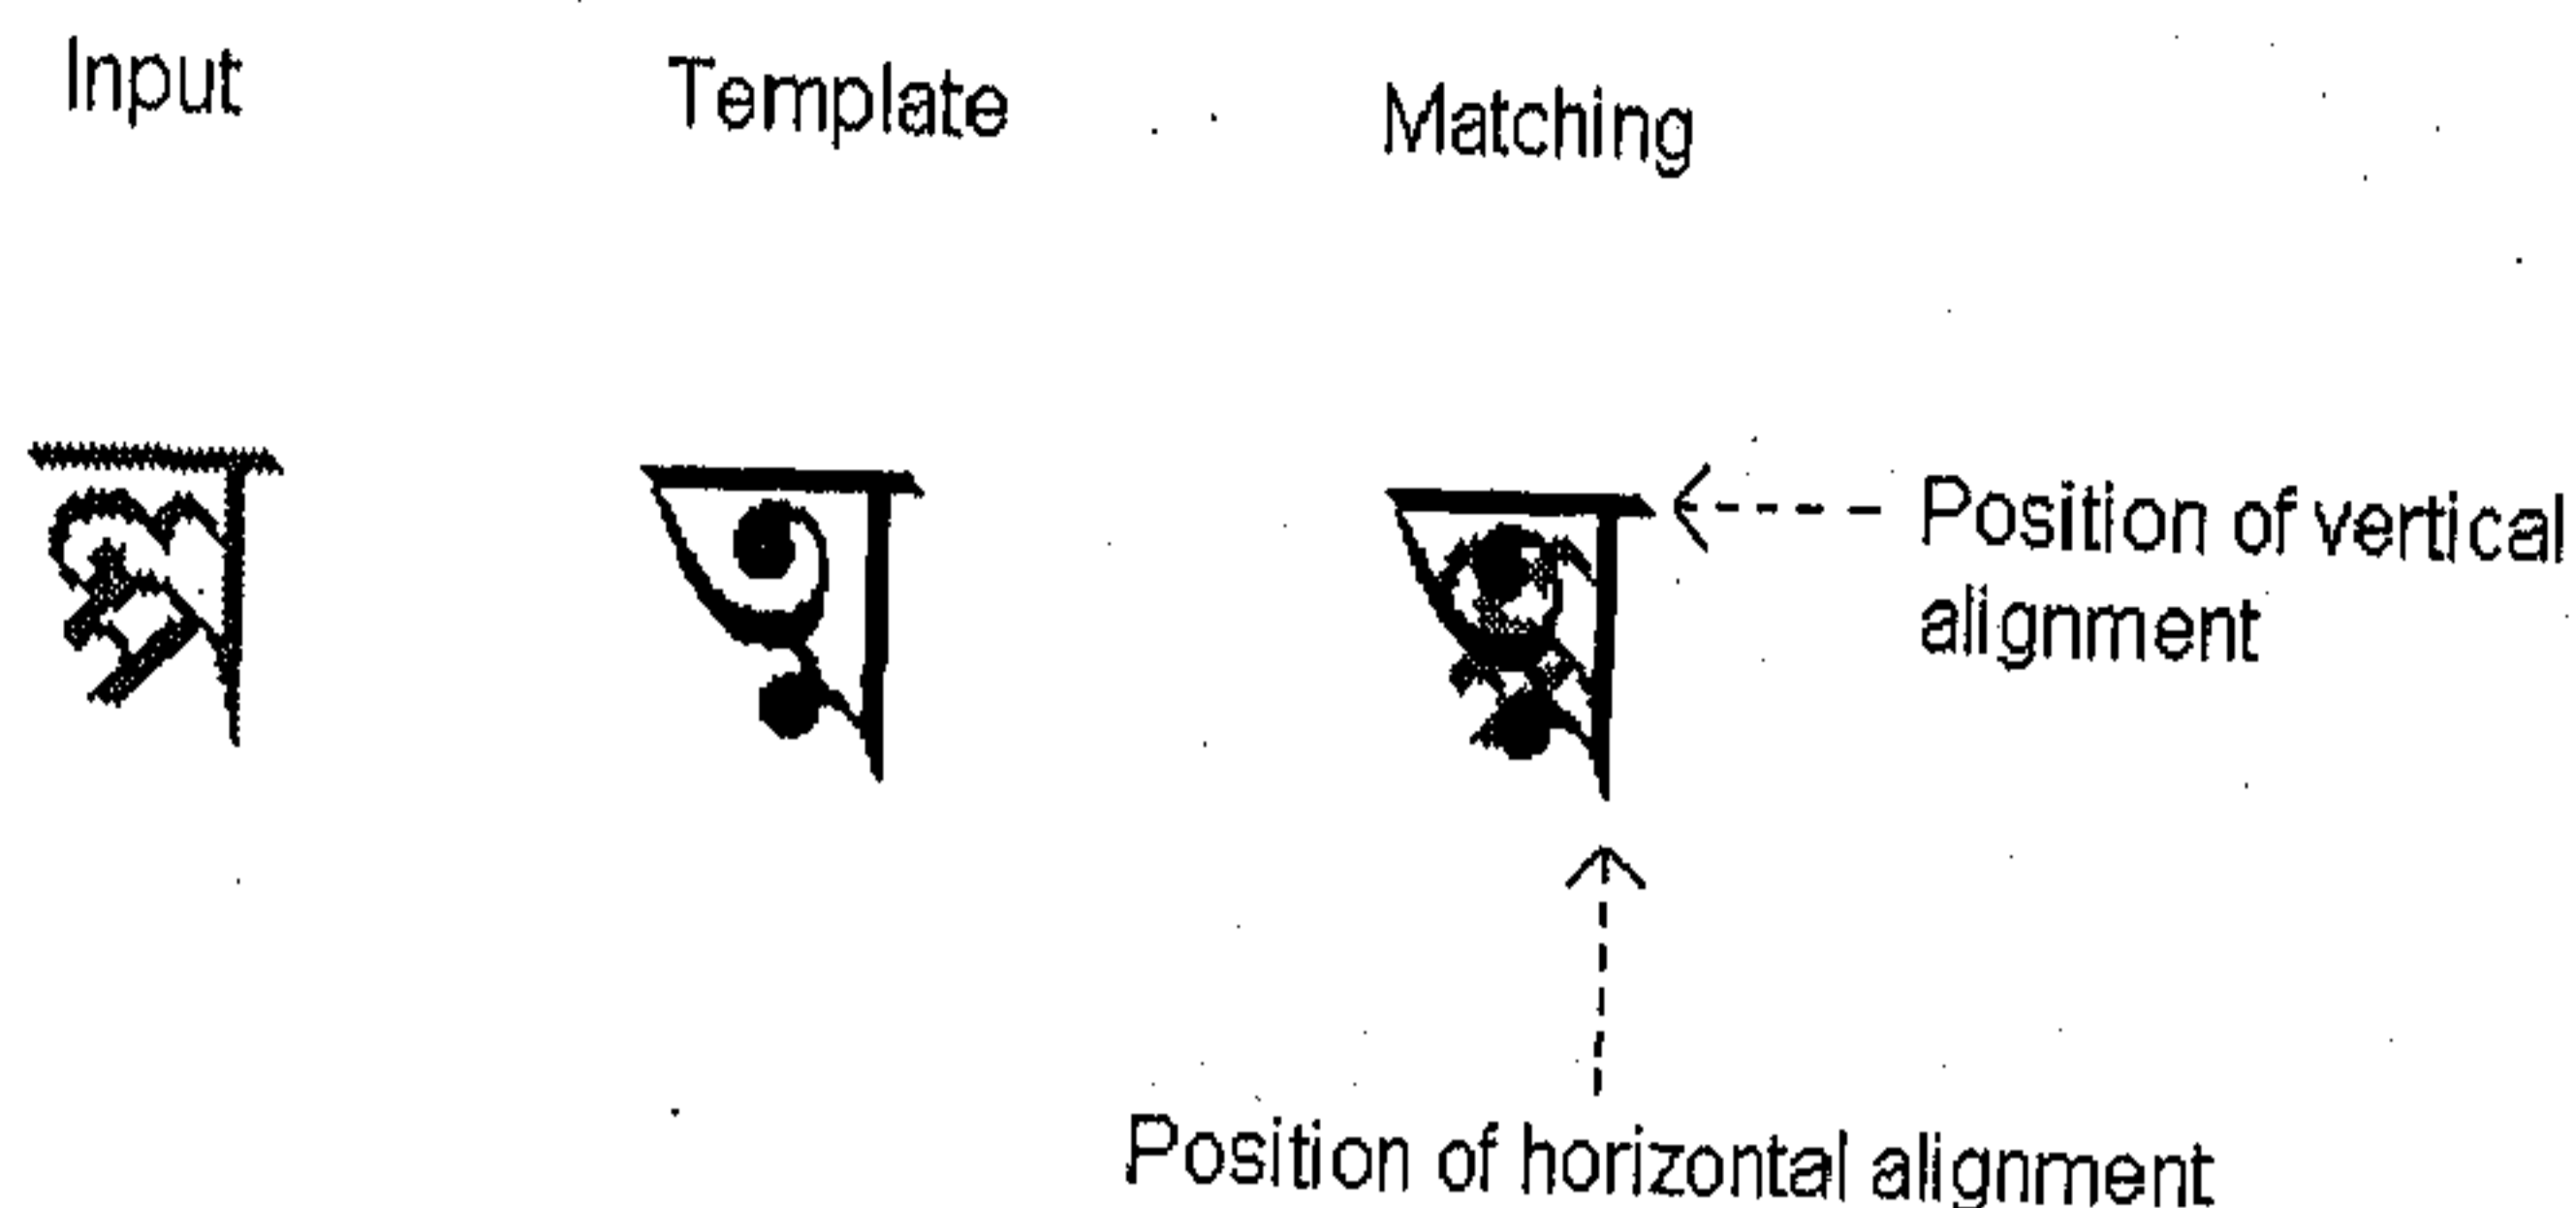 Input
Template
Matching
Position of vertical
alignment
Position of horizontal alignment